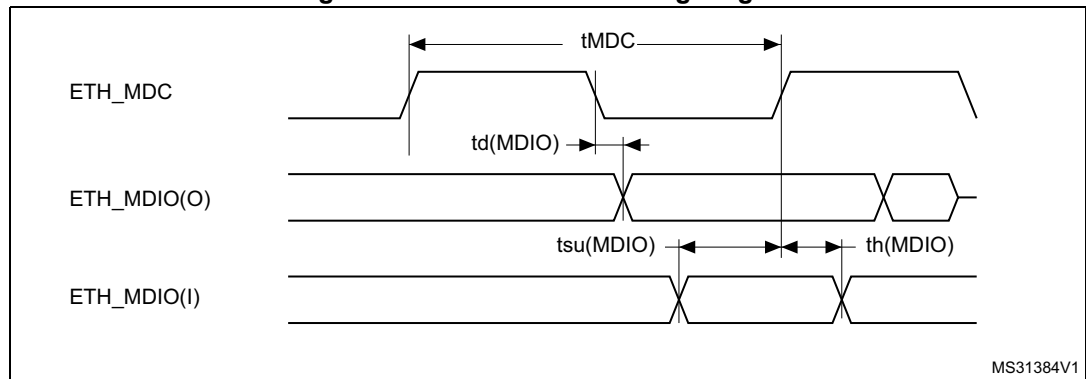 tMDC
ETH_MDC
td(MDIO)
ETH_MDIO(O)
tsu(MDIO) th(MDIO)
ETH_MDIO(I)
MS31384V1